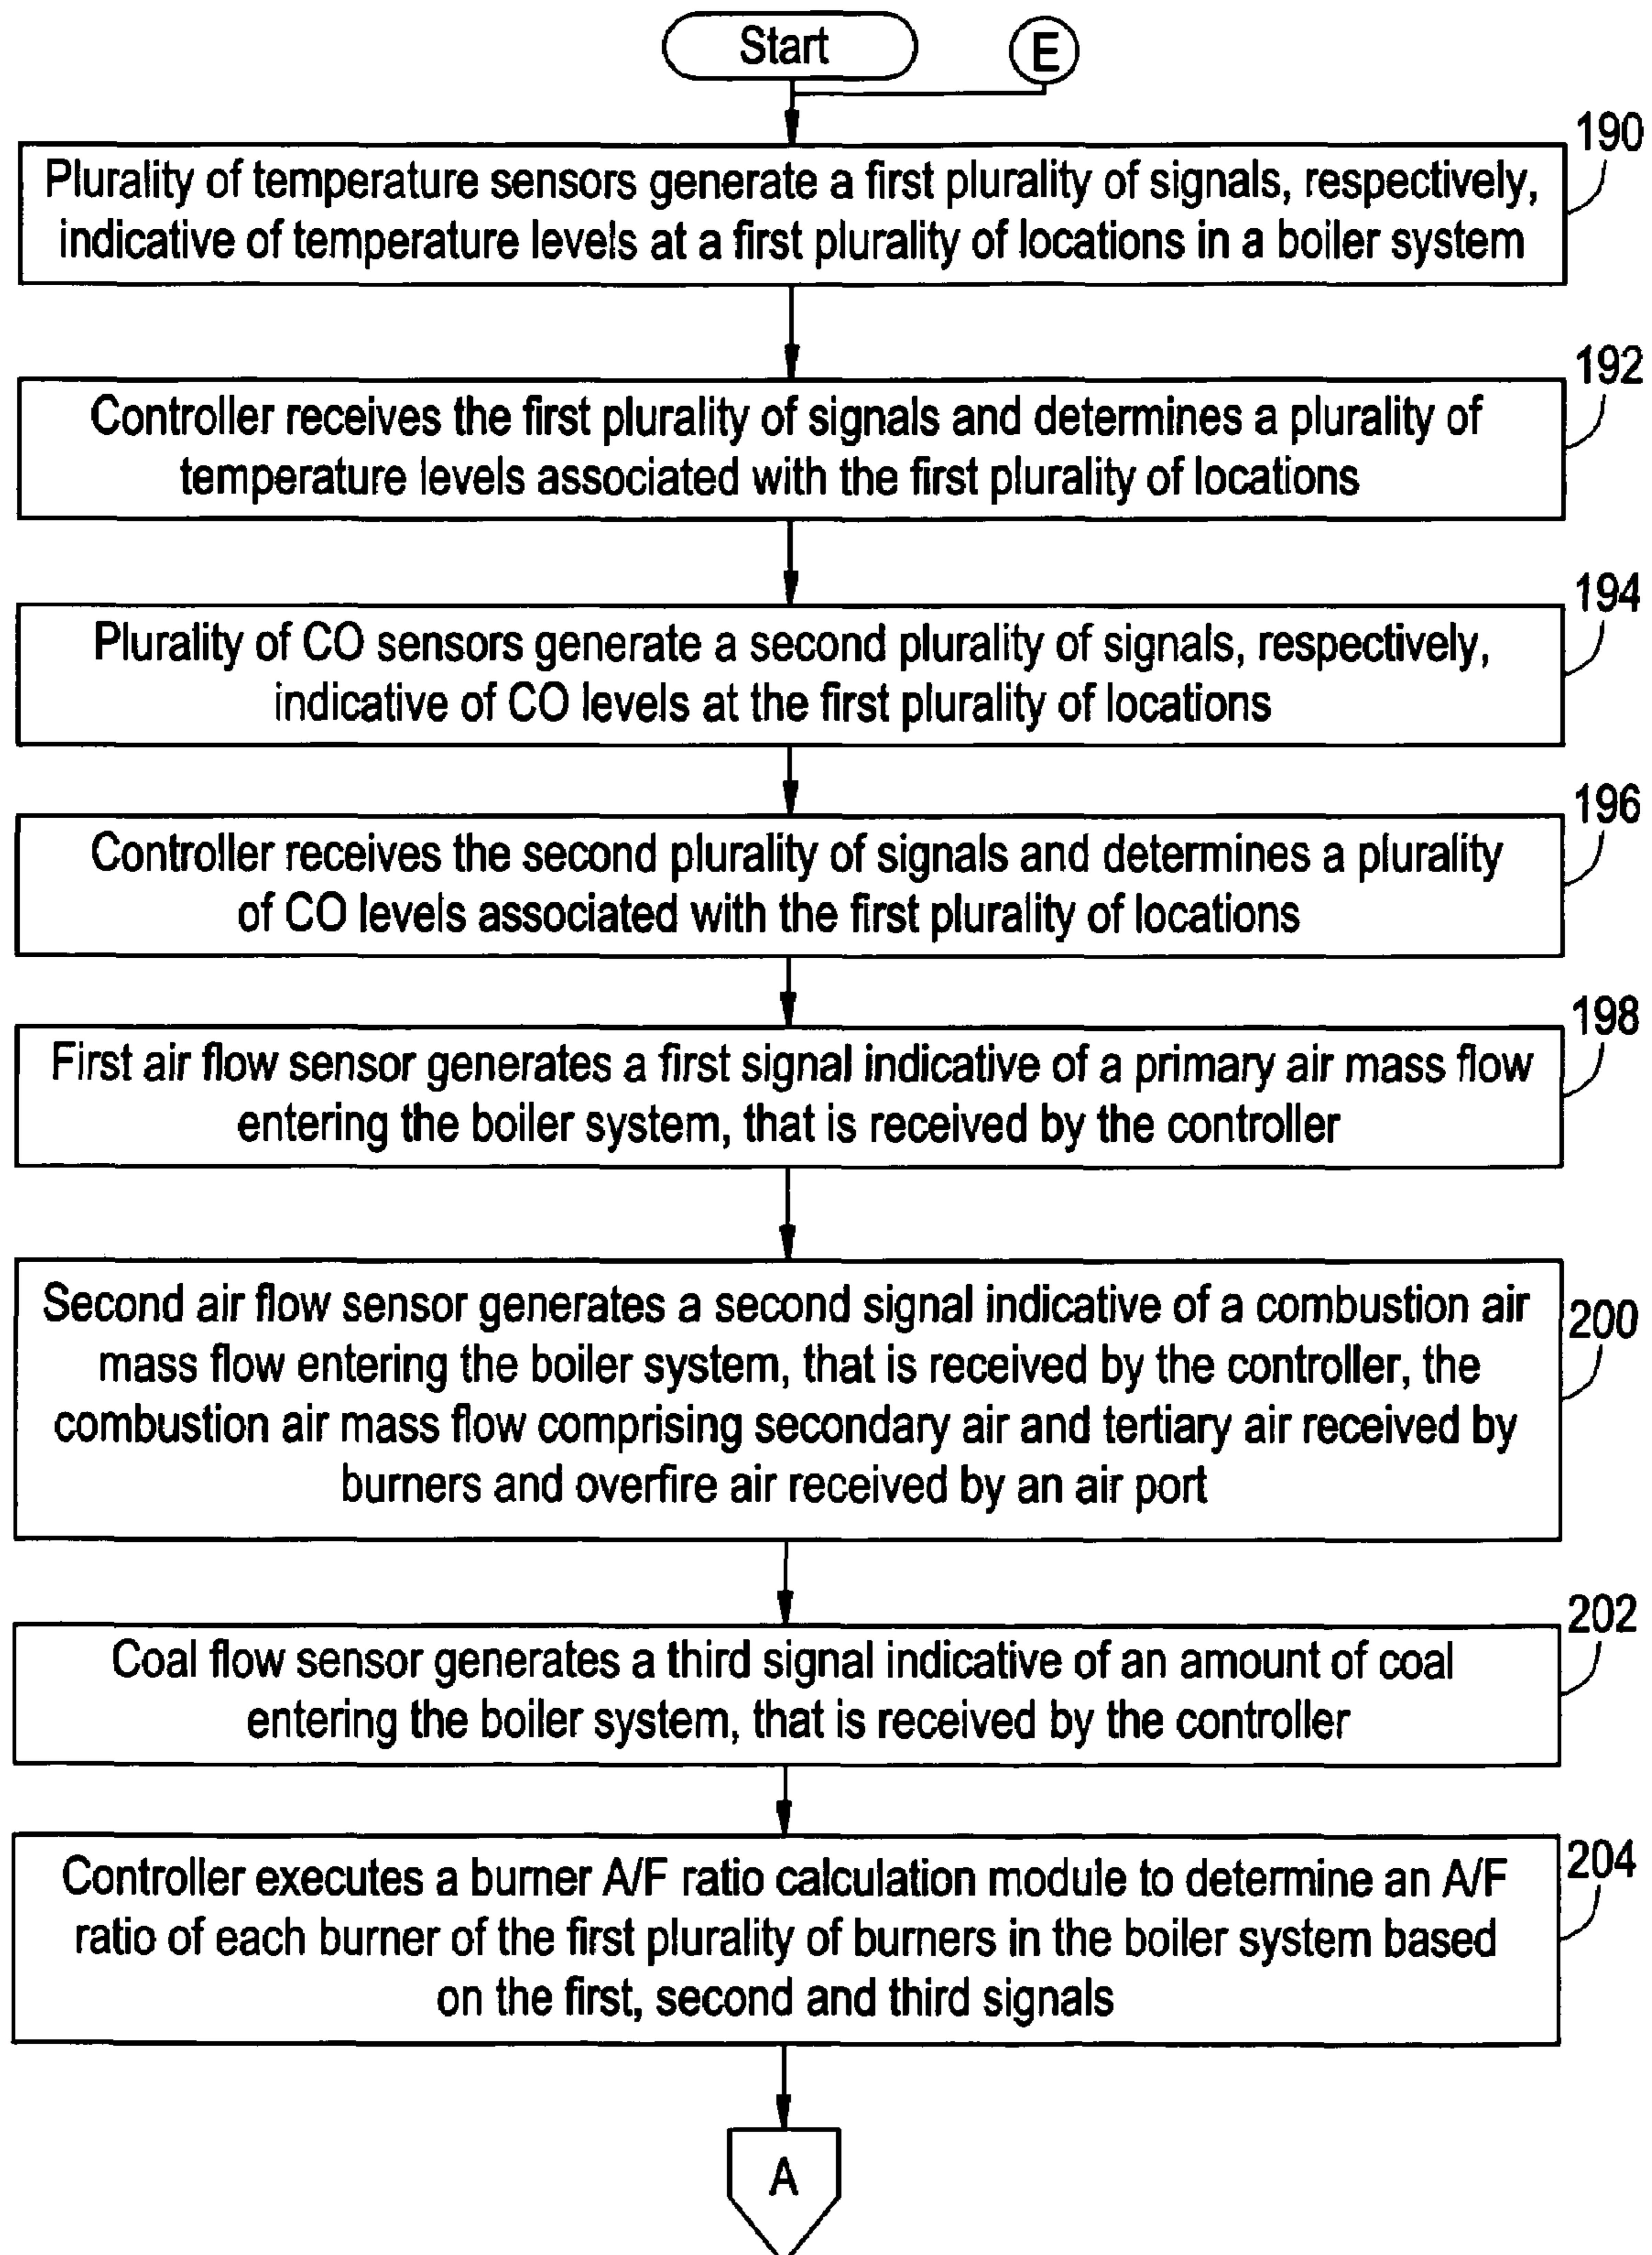 Start
E
190
Plurality of temperature sensors generate a first plurality of signals, respectively,
indicative of temperature levels at a first plurality of locations in a boiler system
192
Controller receives the first plurality of signals and determines a plurality of
temperature levels associated with the first plurality of locations
194
Plurality of CO sensors generate a second plurality of signals, respectively,
indicative of CO levels at the first plurality of locations
196
Controller receives the second plurality of signals and determines a plurality
of CO levels associated with the first plurality of locations
198
First air flow sensor generates a first signal indicative of a primary air mass flow
entering the boiler system, that is received by the controller
200
Second air flow sensor generates a second signal indicative of a combustion air
mass flow entering the boiler system, that is received by the controller, the
combustion air mass flow comprising secondary air and tertiary air received by
burners and overfire air received by an air port
202
Coal flow sensor generates a third signal indicative of an amount of coal
entering the boiler system, that is received by the controller
204
Controller executes a burner A/F ratio calculation module to determine an A/F
ratio of each burner of the first plurality of burners in the boiler system based
on the first, second and third signals
A